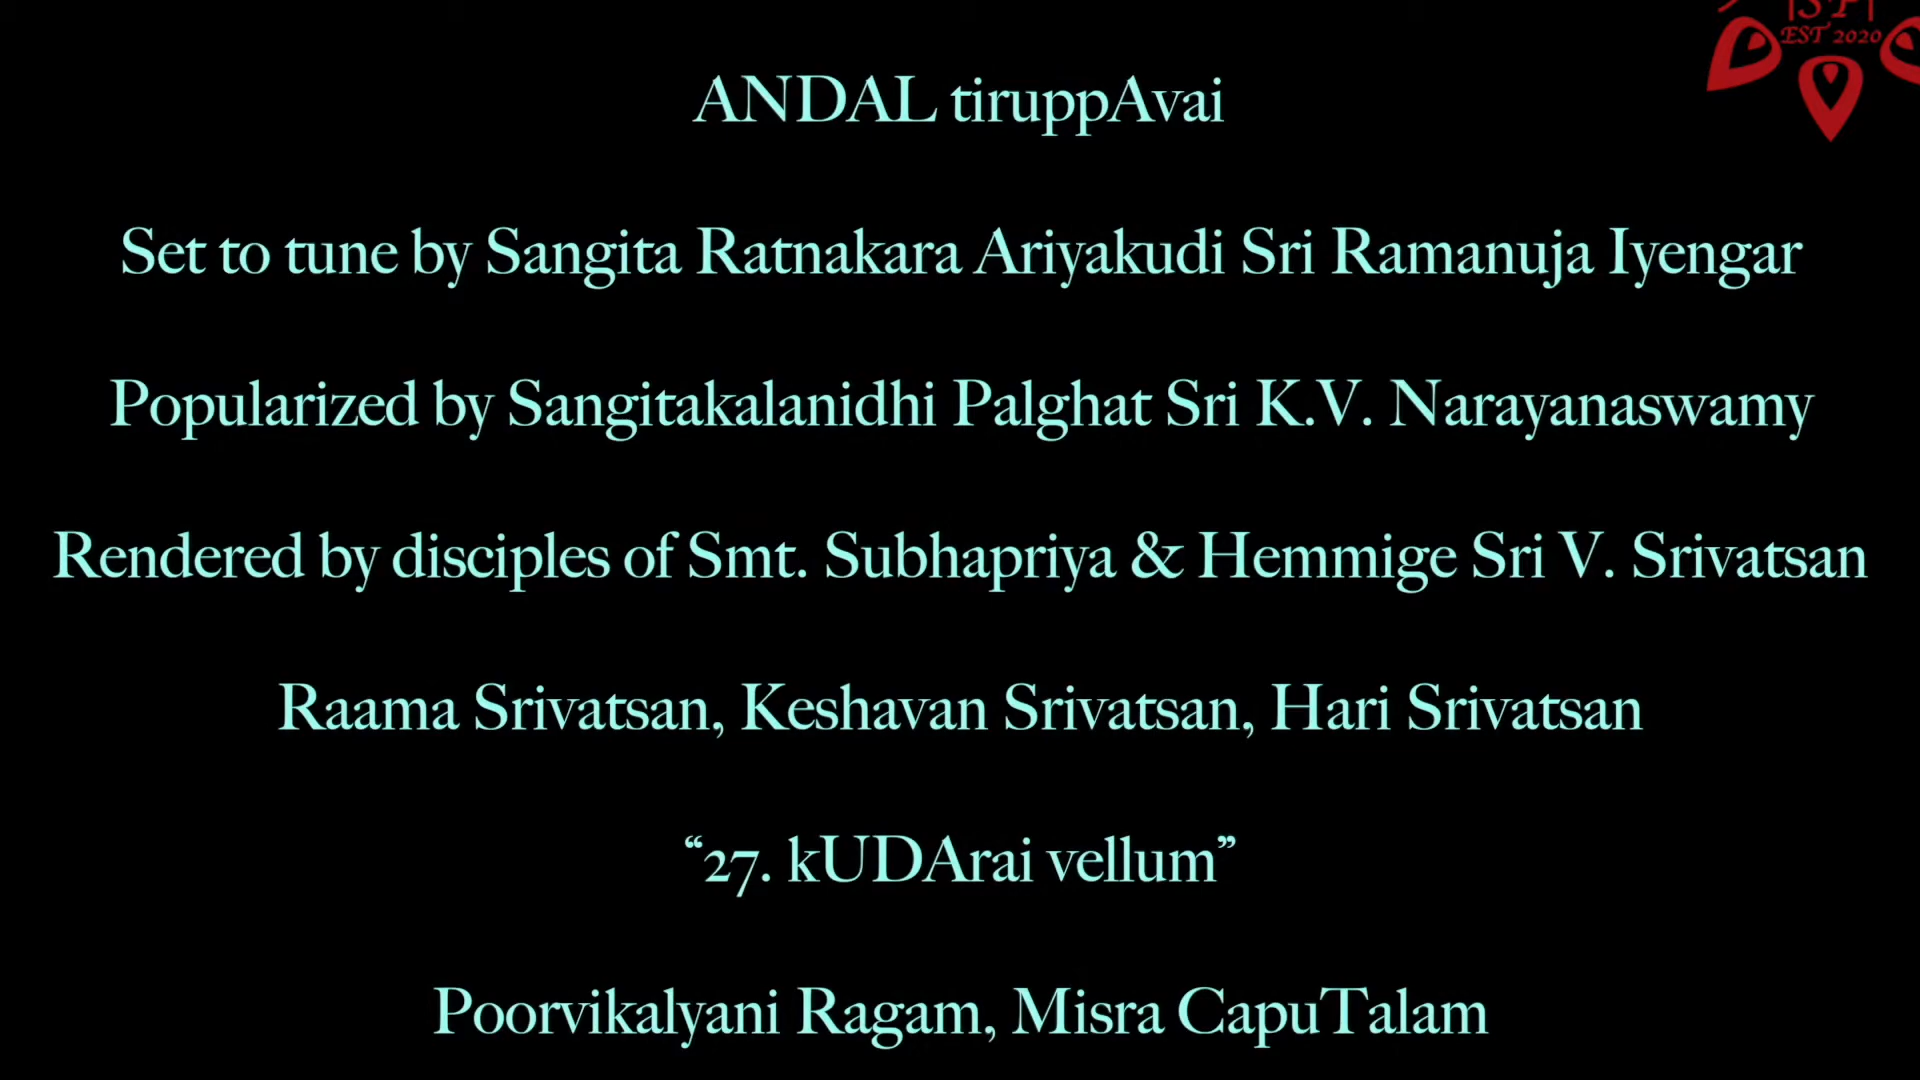 ANDAL tiruppAvai
EST 2020
Set to tune by Sangita Ratnakara Ariyakudi Sri Ramanuja Iyengar
Popularized by Sangitakalanidhi Palghat Sri K.V. Narayanaswamy
Rendered by disciples of Smt. Subhapriya & Hemmige Sri V. Srivatsan
Raama Srivatsan, Keshavan Srivatsan, Hari Srivatsan
“27. kUDArai vellum”
Poorvikalyani Ragam, Misra CapuTalam